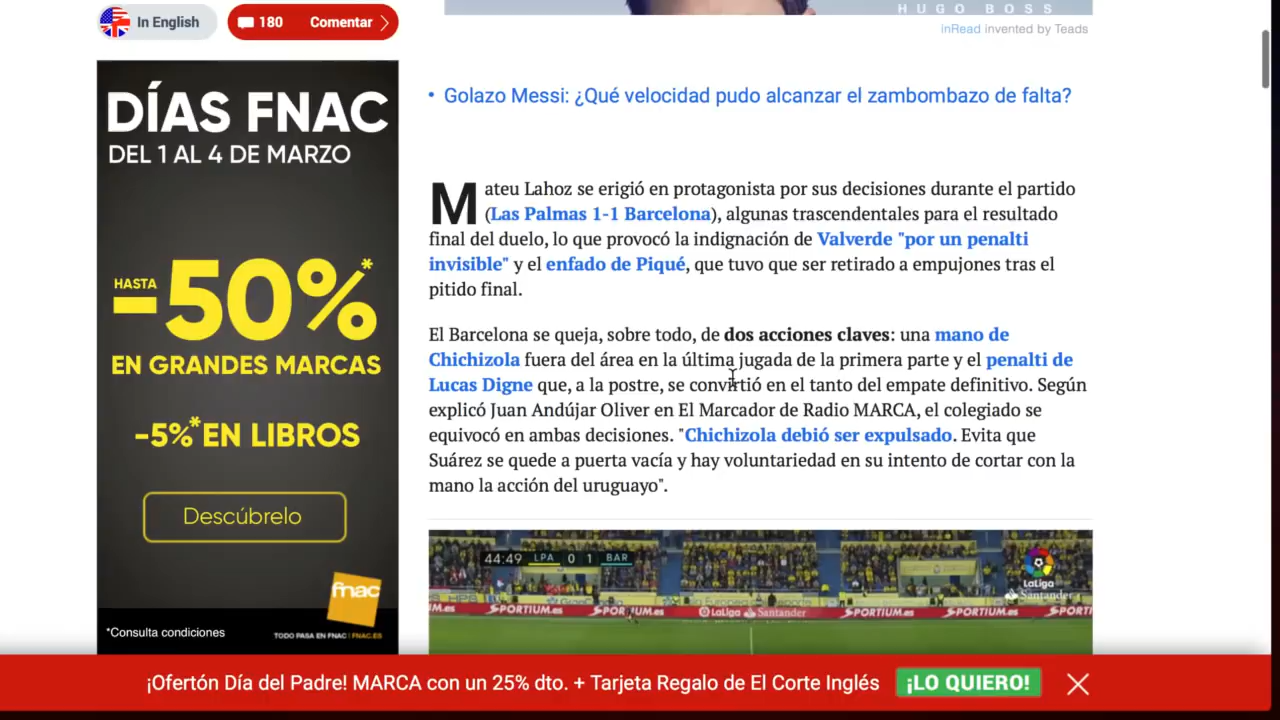 HUGO BOSS
inRead invented by Teads
In English
180 Comentar
DÍAS FNAC
DEL 1 AL 4 DE MARZO
HASTA
-50%*
EN GRANDES MARCAS
-5%* EN LIBROS
Descúbrelo
fnac
*Consulta condiciones
TODO PASA EN FNAC | FNAC.ES
• Golazo Messi: ¿Qué velocidad pudo alcanzar el zambombazo de falta?
Mateu Lahoz se erigió en protagonista por sus decisiones durante el partido
(Las Palmas 1-1 Barcelona), algunas trascendentales para el resultado
final del duelo, lo que provocó la indignación de Valverde "por un penalti
invisible" y el enfado de Piqué, que tuvo que ser retirado a empujones tras el
pitido final.
El Barcelona se queja, sobre todo, de dos acciones claves: una mano de
Chichizola fuera del área en la última jugada de la primera parte y el penalti de
Lucas Digne que, a la postre, se convirtió en el tanto del empate definitivo. Según
explicó Juan Andújar Oliver en El Marcador de Radio MARCA, el colegiado se
equivocó en ambas decisiones. "Chichizola debió ser expulsado. Evita que
Suárez se quede a puerta vacía y hay voluntariedad en su intento de cortar con la
mano la acción del uruguayo".
44:49 LPA 0 1 BAR
LaLiga
Santander
SPORTIUM.es SPORTIUM.es LaLiga Santander SPORTIUM.es SPORTIUM.es
¡Ofertón Día del Padre! MARCA con un 25% dto. + Tarjeta Regalo de El Corte Inglés ¡LO QUIERO!